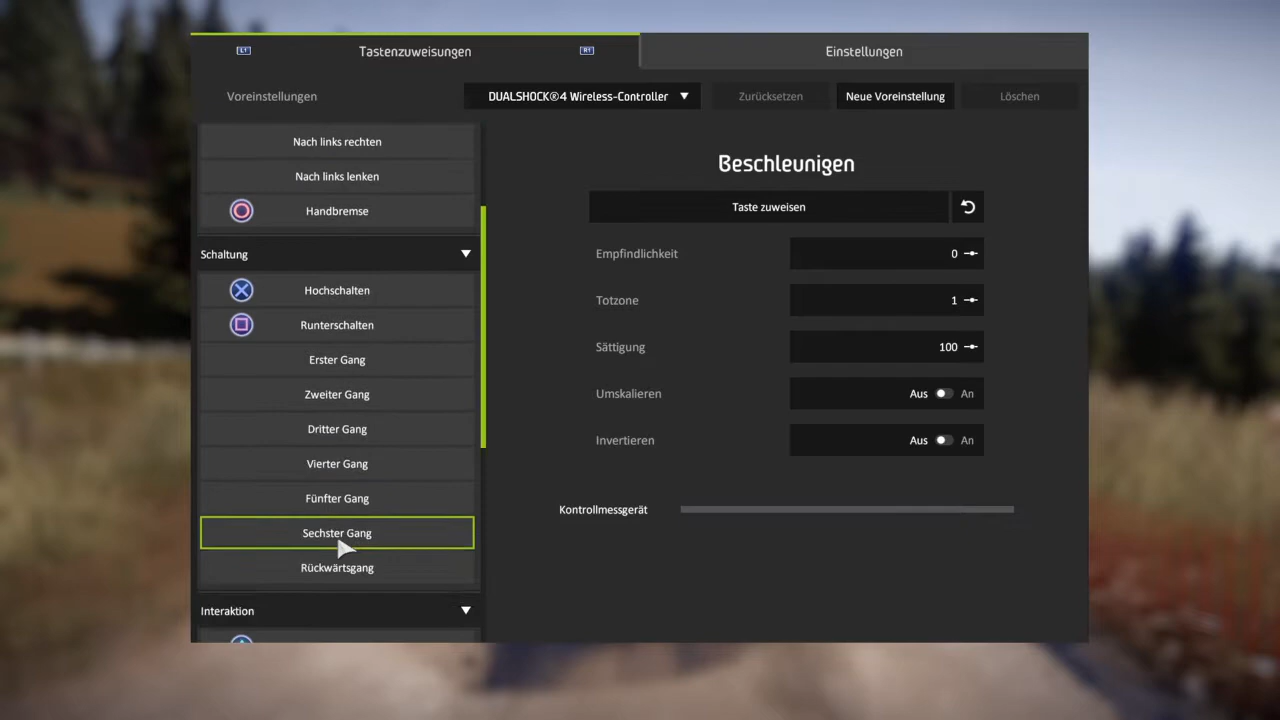 L1
Tastenzuweisungen
R1
Einstellungen
Voreinstellungen
DUALSHOCK®4 Wireless-Controller
Zurücksetzen
Neue Voreinstellung
Löschen
Nach links rechten
Nach links lenken
Handbremse
Schaltung
Hochschalten
Runterschalten
Erster Gang
Zweiter Gang
Dritter Gang
Vierter Gang
Fünfter Gang
Sechster Gang
Rückwärtsgang
Interaktion
Beschleunigen
Taste zuweisen
Empfindlichkeit 0
Totzone 1
Sättigung 100
Umskalieren Aus An
Invertieren Aus An
Kontrollmessgerät